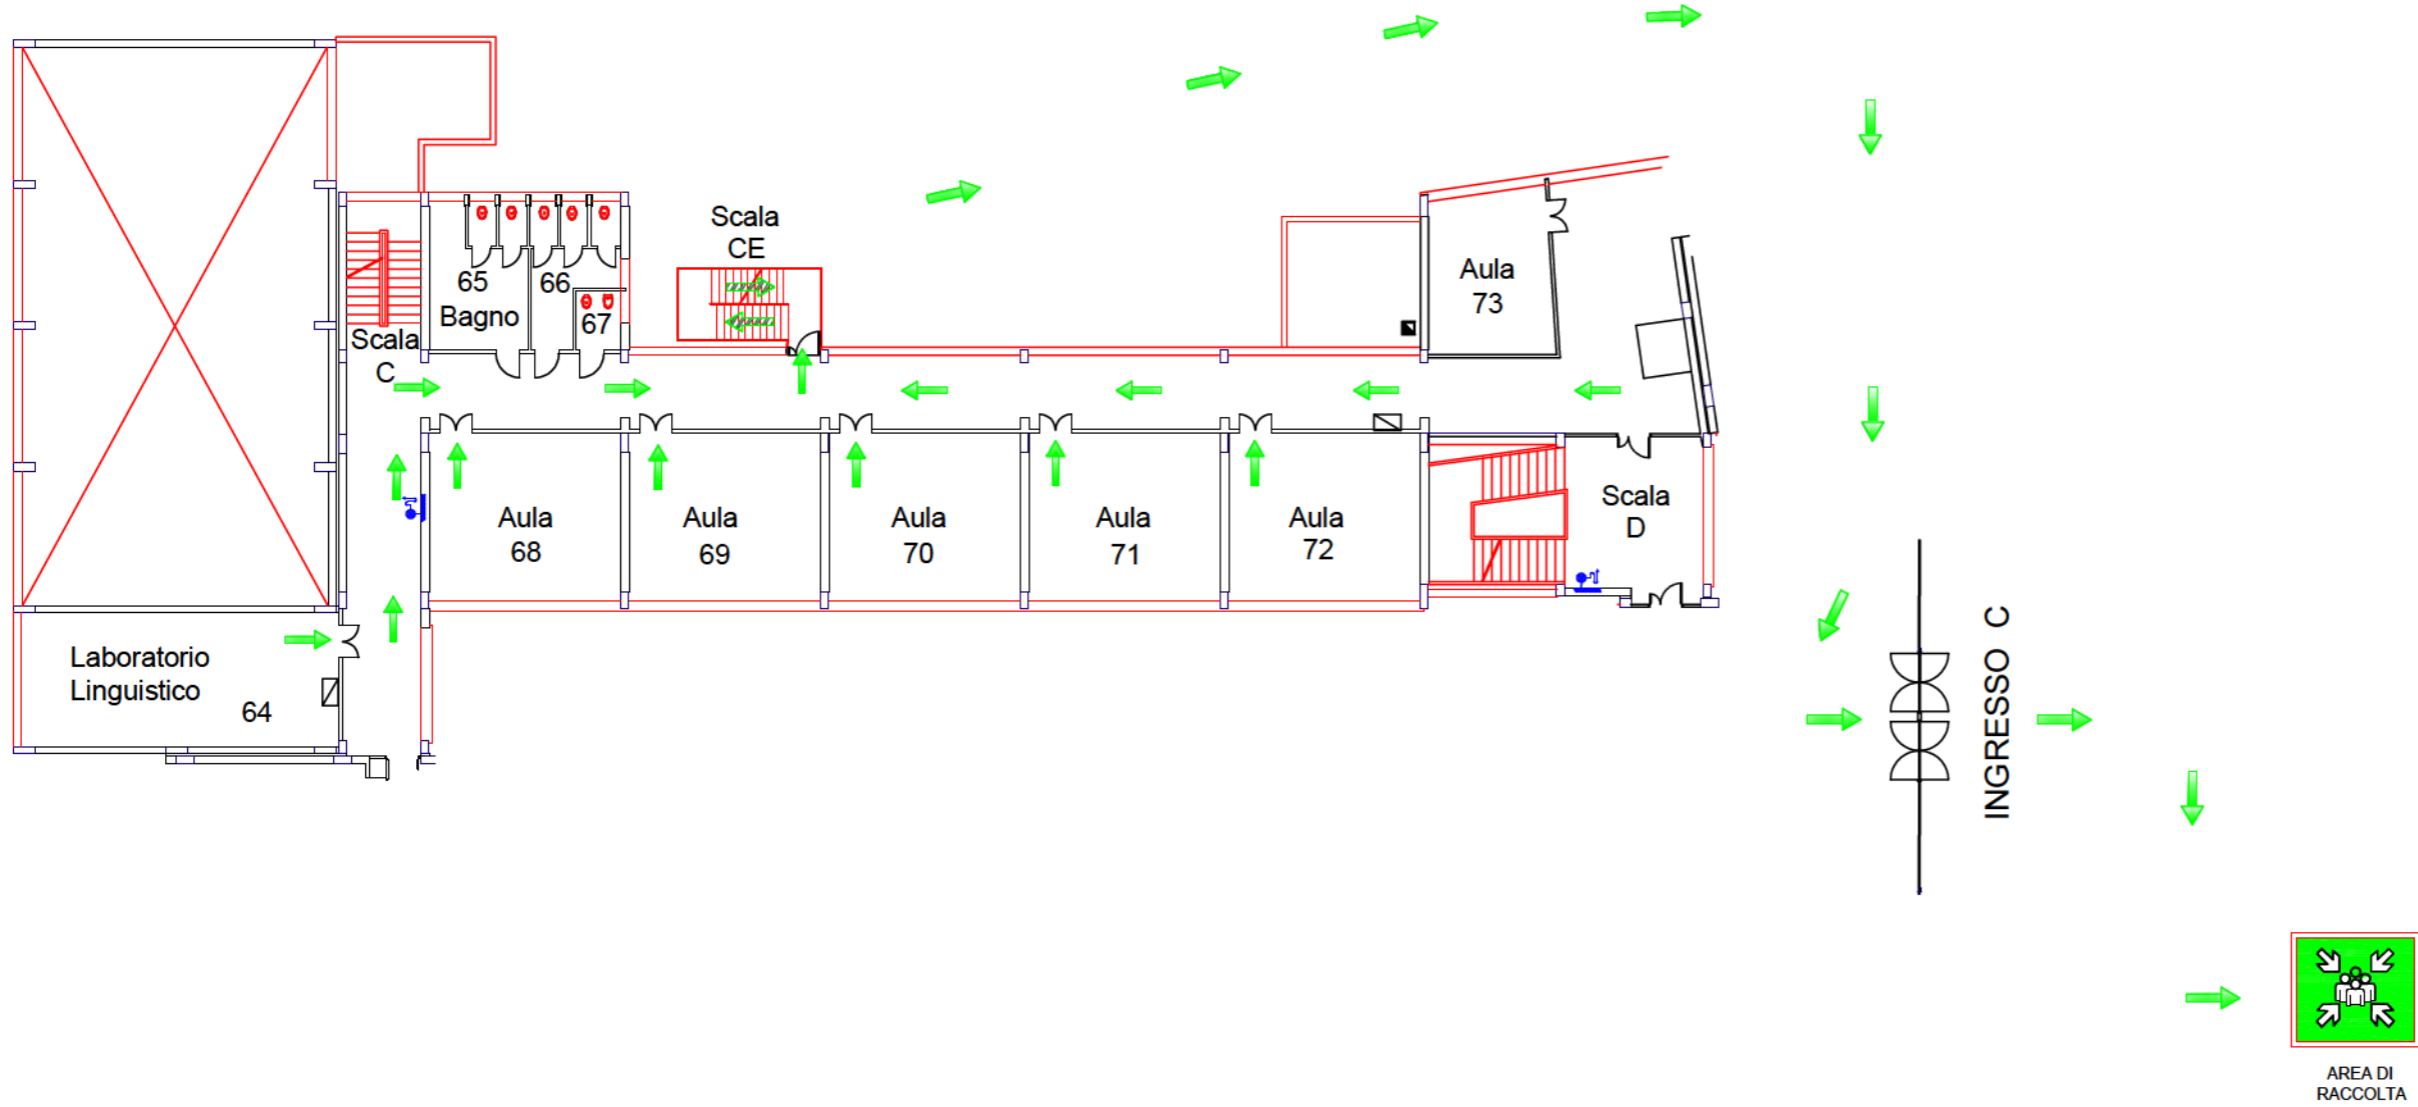 Scala
CE
65
66
Bagno
67
Scala
C
Aula
73
Aula
68
Aula
69
Aula
70
Aula
71
Aula
72
Scala
D
Laboratorio
Linguistico
64
INGRESSO C
AREA DI
RACCOLTA